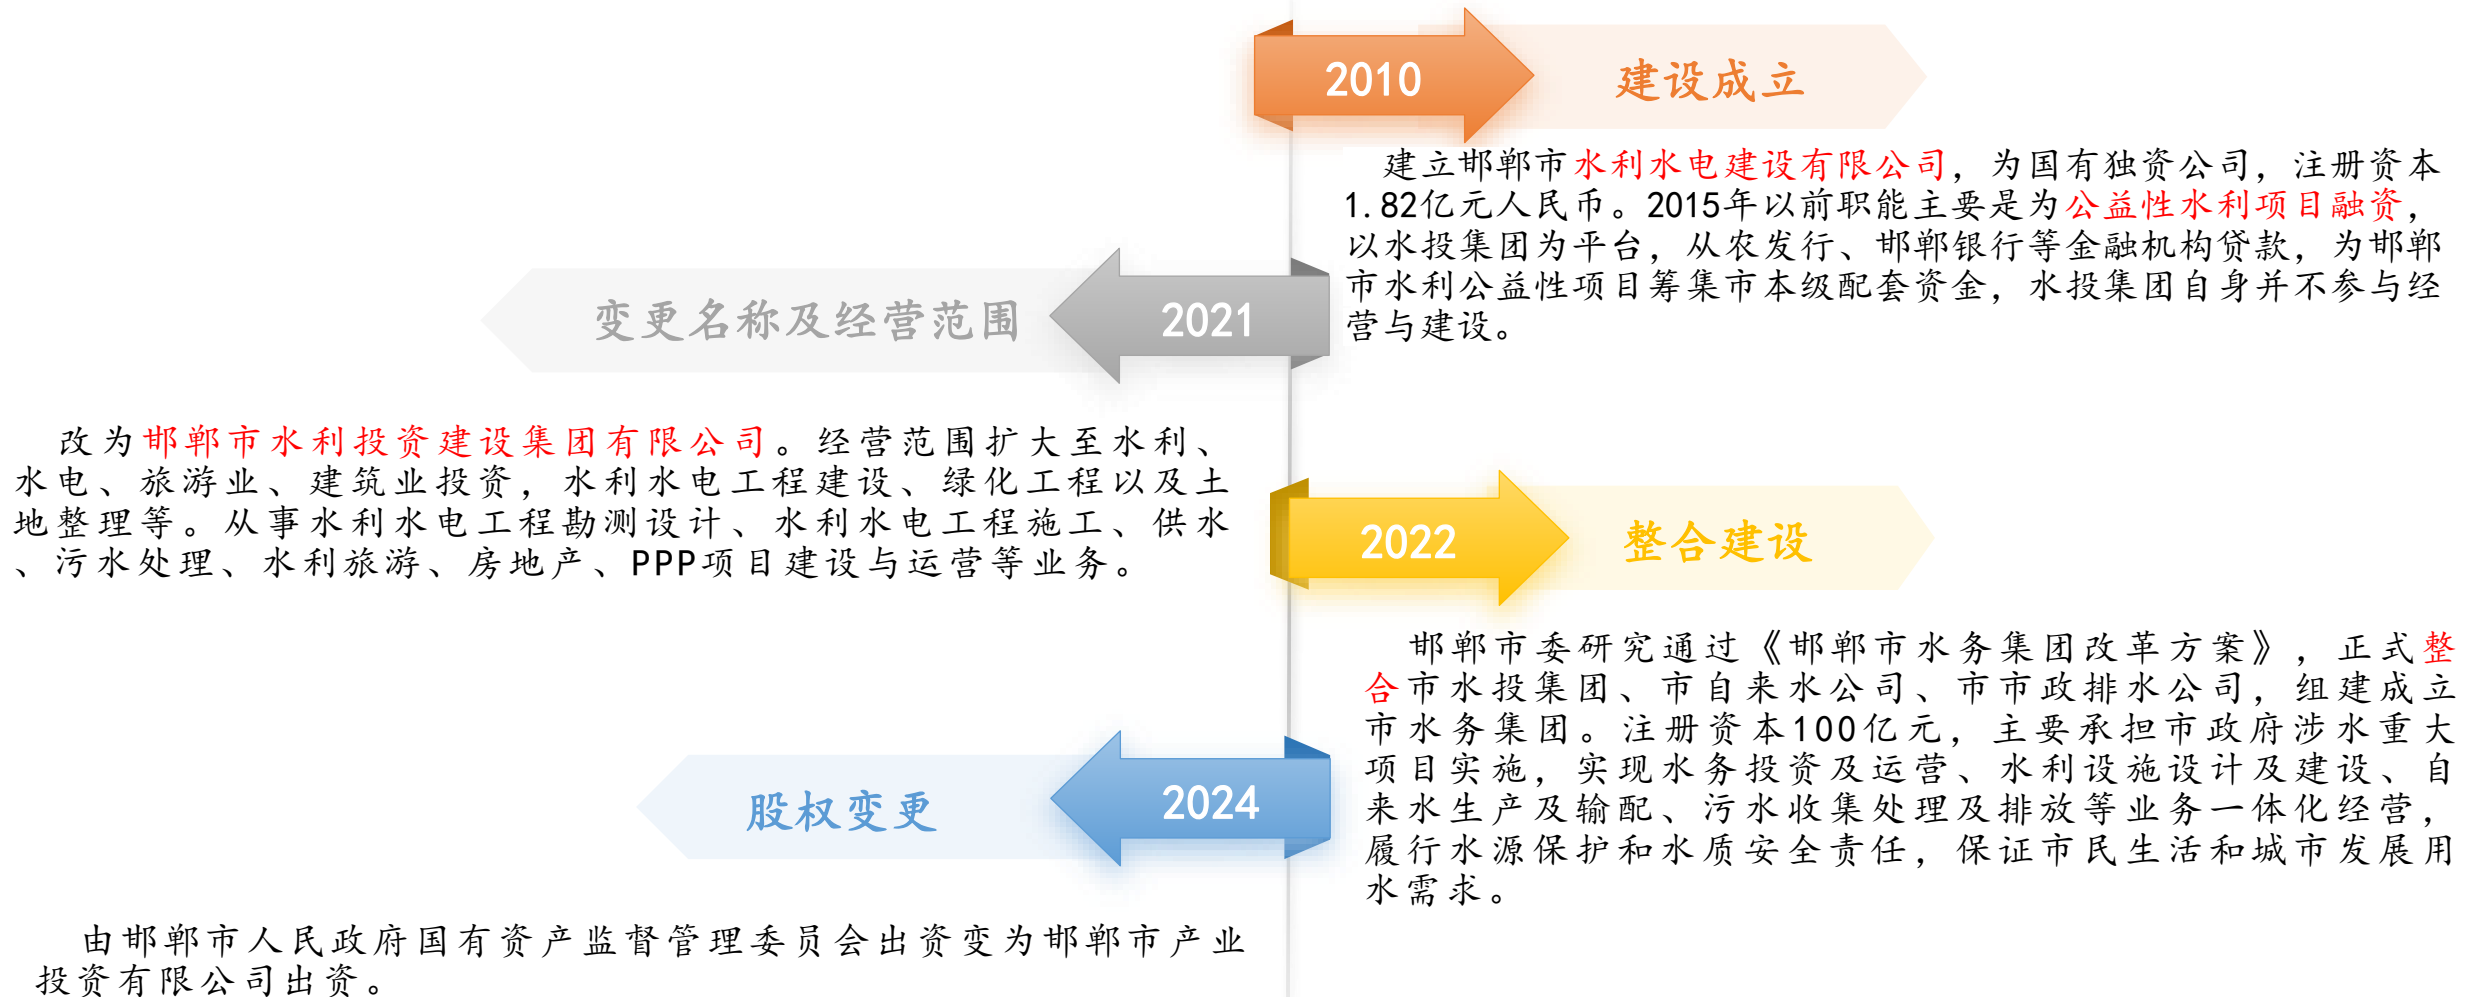 2010
建设成立
建立邯郸市水利水电建设有限公司，为国有独资公司，注册资本
1.82亿元人民币。2015年以前职能主要是为公益性水利项目融资，
以水投集团为平台，从农发行、邯郸银行等金融机构贷款，为邯郸
市水利公益性项目筹集市本级配套资金，水投集团自身并不参与经
营与建设。
变更名称及经营范围
2021
改为邯郸市水利投资建设集团有限公司。经营范围扩大至水利、
水电、旅游业、建筑业投资，水利水电工程建设、绿化工程以及土
地整理等。从事水利水电工程勘测设计、水利水电工程施工、供水
、污水处理、水利旅游、房地产、PPP项目建设与运营等业务。
2022
整合建设
邯郸市委研究通过《邯郸市水务集团改革方案》，正式整
合市水投集团、市自来水公司、市市政排水公司，组建成立
市水务集团。注册资本100亿元，主要承担市政府涉水重大
项目实施，实现水务投资及运营、水利设施设计及建设、自
来水生产及输配、污水收集处理及排放等业务一体化经营，
履行水源保护和水质安全责任，保证市民生活和城市发展用
水需求。
股权变更
2024
由邯郸市人民政府国有资产监督管理委员会出资变为邯郸市产业
投资有限公司出资。